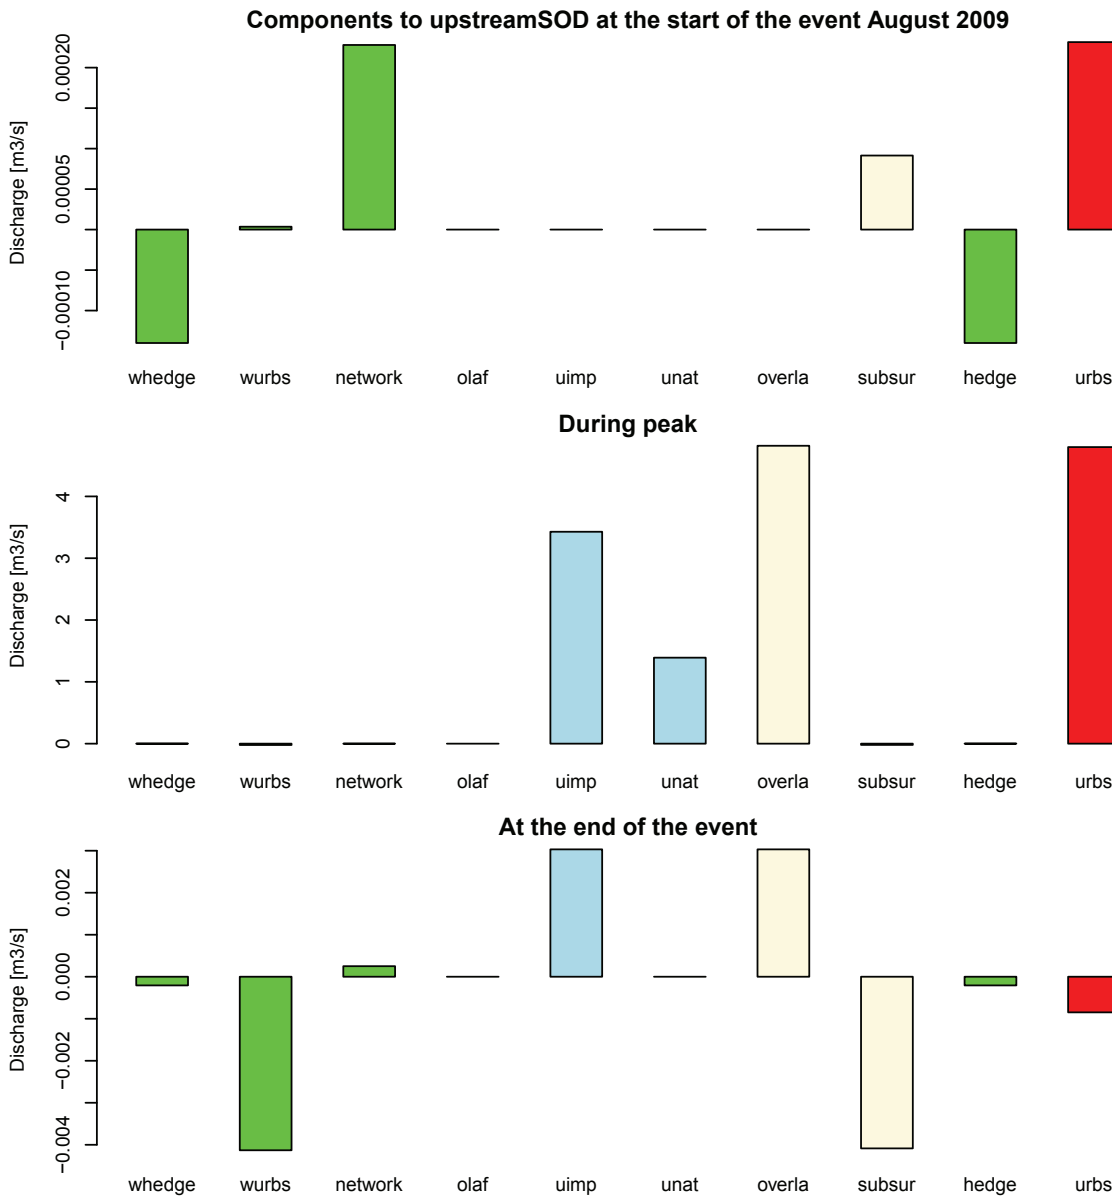 Components to upstreamSOD at the start of the event August 2009
Discharge [m3/s]
0.00020
0.00005
−0.00010
whedge wurbs network olaf uimp unat overla subsur hedge urbs
During peak
Discharge [m3/s]
4
3
2
1
0
whedge wurbs network olaf uimp unat overla subsur hedge urbs
At the end of the event
Discharge [m3/s]
0.002
0.000
−0.002
−0.004
whedge wurbs network olaf uimp unat overla subsur hedge urbs